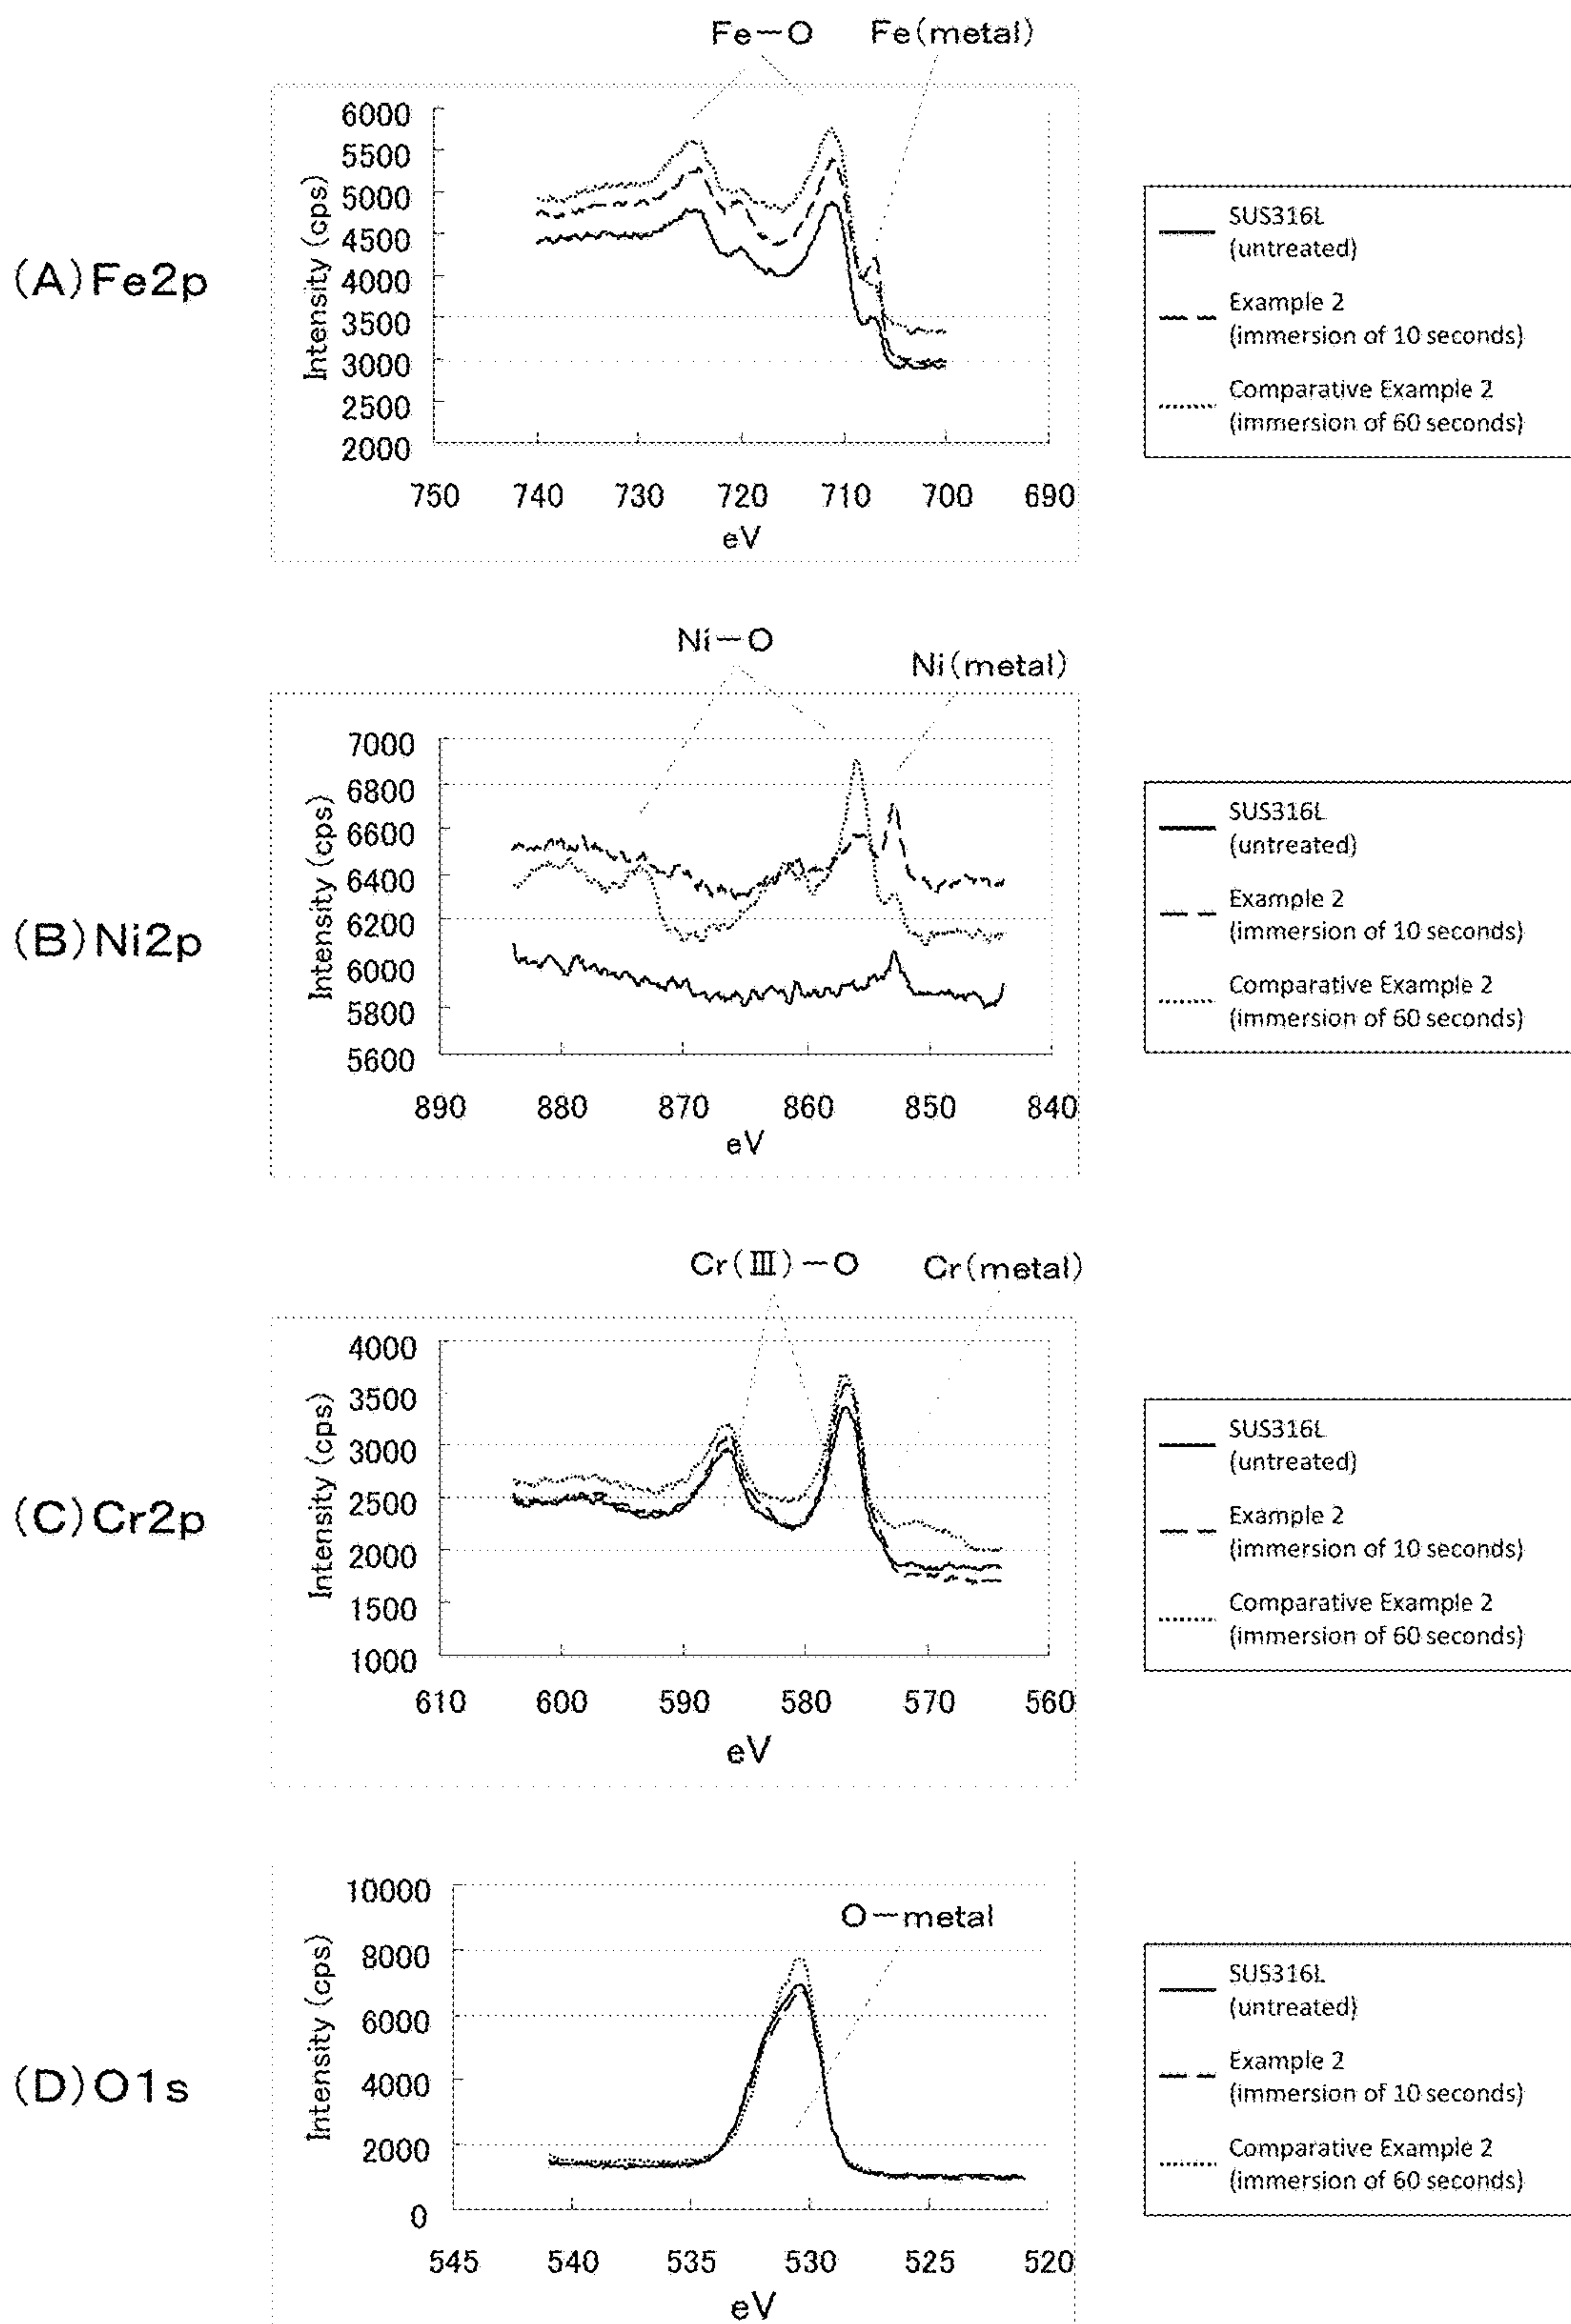 Fe－O Fe(metal)
(A)Fe2p
Intensity (cps)
6000
5500
5000
4500
4000
3500
3000
2500
2000
750 740 730 720 710 700 690
eV
SUS316L
(untreated)
Example 2
(immersion of 10 seconds)
Comparative Example 2
(immersion of 60 seconds)
Ni－O
Ni(metal)
(B)Ni2p
Intensity (cps)
7000
6800
6600
6400
6200
6000
5800
5600
890 880 870 860 850 840
eV
SUS316L
(untreated)
Example 2
(immersion of 10 seconds)
Comparative Example 2
(immersion of 60 seconds)
Cr(Ⅲ)－O Cr(metal)
(C)Cr2p
Intensity (cps)
4000
3500
3000
2500
2000
1500
1000
610 600 590 580 570 560
eV
SUS316L
(untreated)
Example 2
(immersion of 10 seconds)
Comparative Example 2
(immersion of 60 seconds)
(D)O1s
Intensity (cps)
10000
8000
6000
4000
2000
0
O－metal
545 540 535 530 525 520
eV
SUS316L
(untreated)
Example 2
(immersion of 10 seconds)
Comparative Example 2
(immersion of 60 seconds)